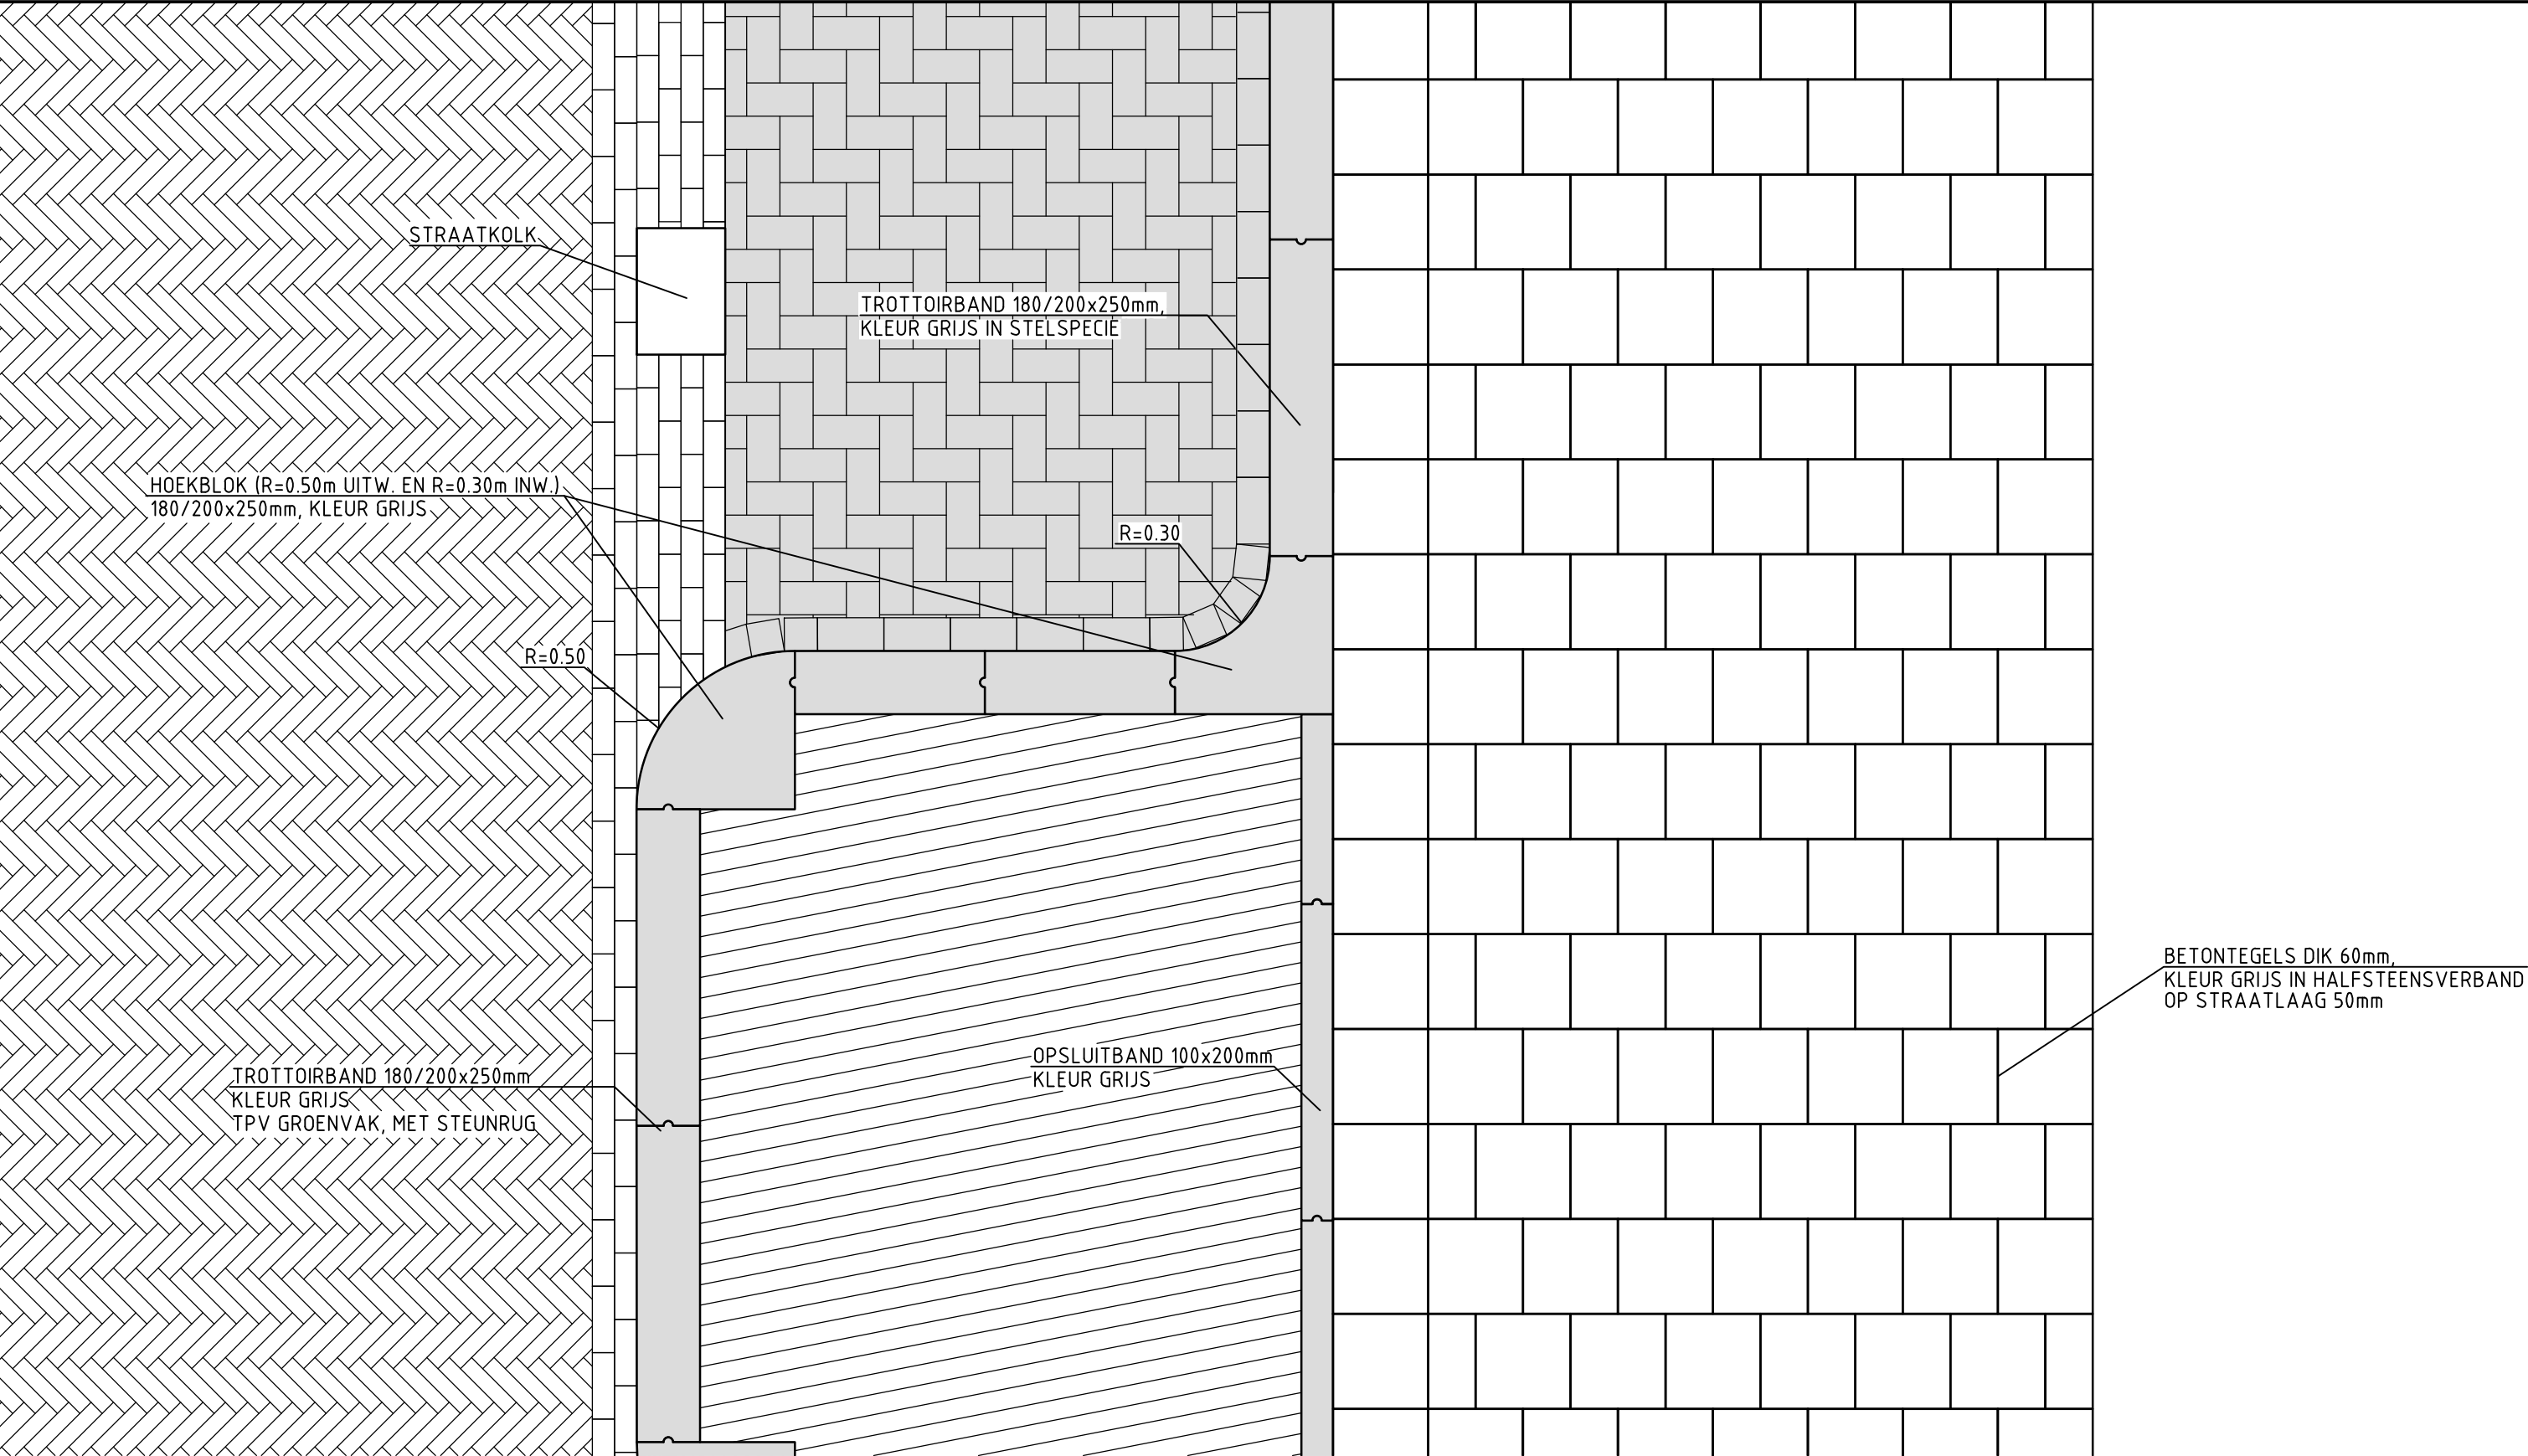 STRAATKOLK
TROTTOIRBAND 180/200x250mm,
KLEUR GRIJS IN STELSPECIE
HOEKBLOK (R=0.50m UITW. EN R=0.30m INW.)
180/200x250mm, KLEUR GRIJS
R=0.30
R=0.50
BETONTEGELS DIK 60mm,
KLEUR GRIJS IN HALFSTEENSVERBAND
OP STRAATLAAG 50mm
OPSLUITBAND 100x200mm
KLEUR GRIJS
TROTTOIRBAND 180/200x250mm
KLEUR GRIJS
TPV GROENVAK, MET STEUNRUG